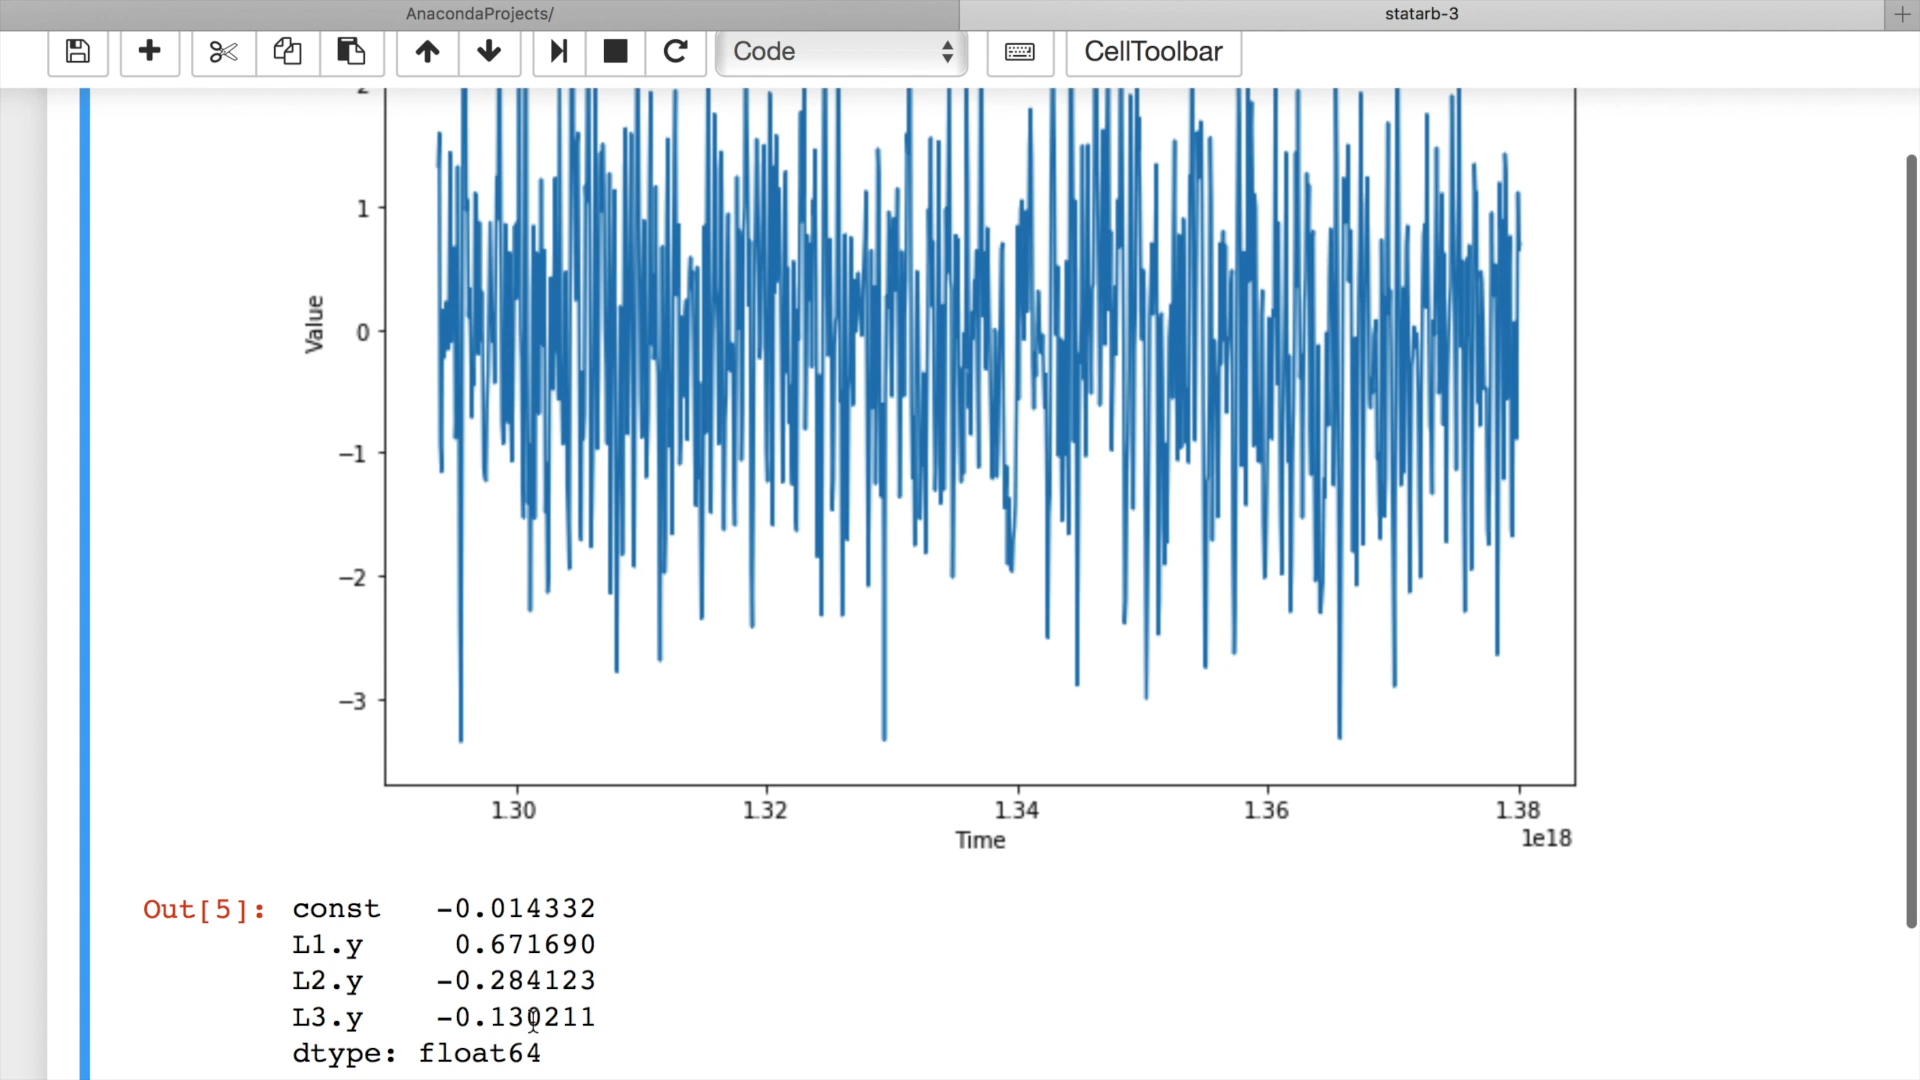 AnacondaProjects/
statarb-3
Code
CellToolbar
2
1
0
−1
−2
−3
Value
1.30 1.32 1.34 1.36 1.38
1e18
Time
Out[5]: const -0.014332
L1.y 0.671690
L2.y -0.284123
L3.y -0.130211
dtype: float64